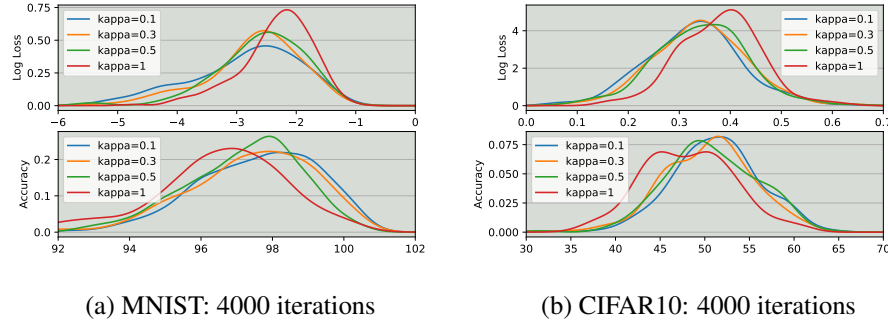 0.75
0.50
0.25
0.00
Log Loss
kappa=0.1
kappa=0.3
kappa=0.5
kappa=1
−6 −5 −4 −3 −2 −1 0
0.2
0.1
0.0
Accuracy
kappa=0.1
kappa=0.3
kappa=0.5
kappa=1
92 94 96 98 100 102
(a) MNIST: 4000 iterations
4
2
0
Log Loss
kappa=0.1
kappa=0.3
kappa=0.5
kappa=1
0.0 0.1 0.2 0.3 0.4 0.5 0.6 0.7
0.075
0.050
0.025
0.000
Accuracy
kappa=0.1
kappa=0.3
kappa=0.5
kappa=1
30 35 40 45 50 55 60 65 70
(b) CIFAR10: 4000 iterations